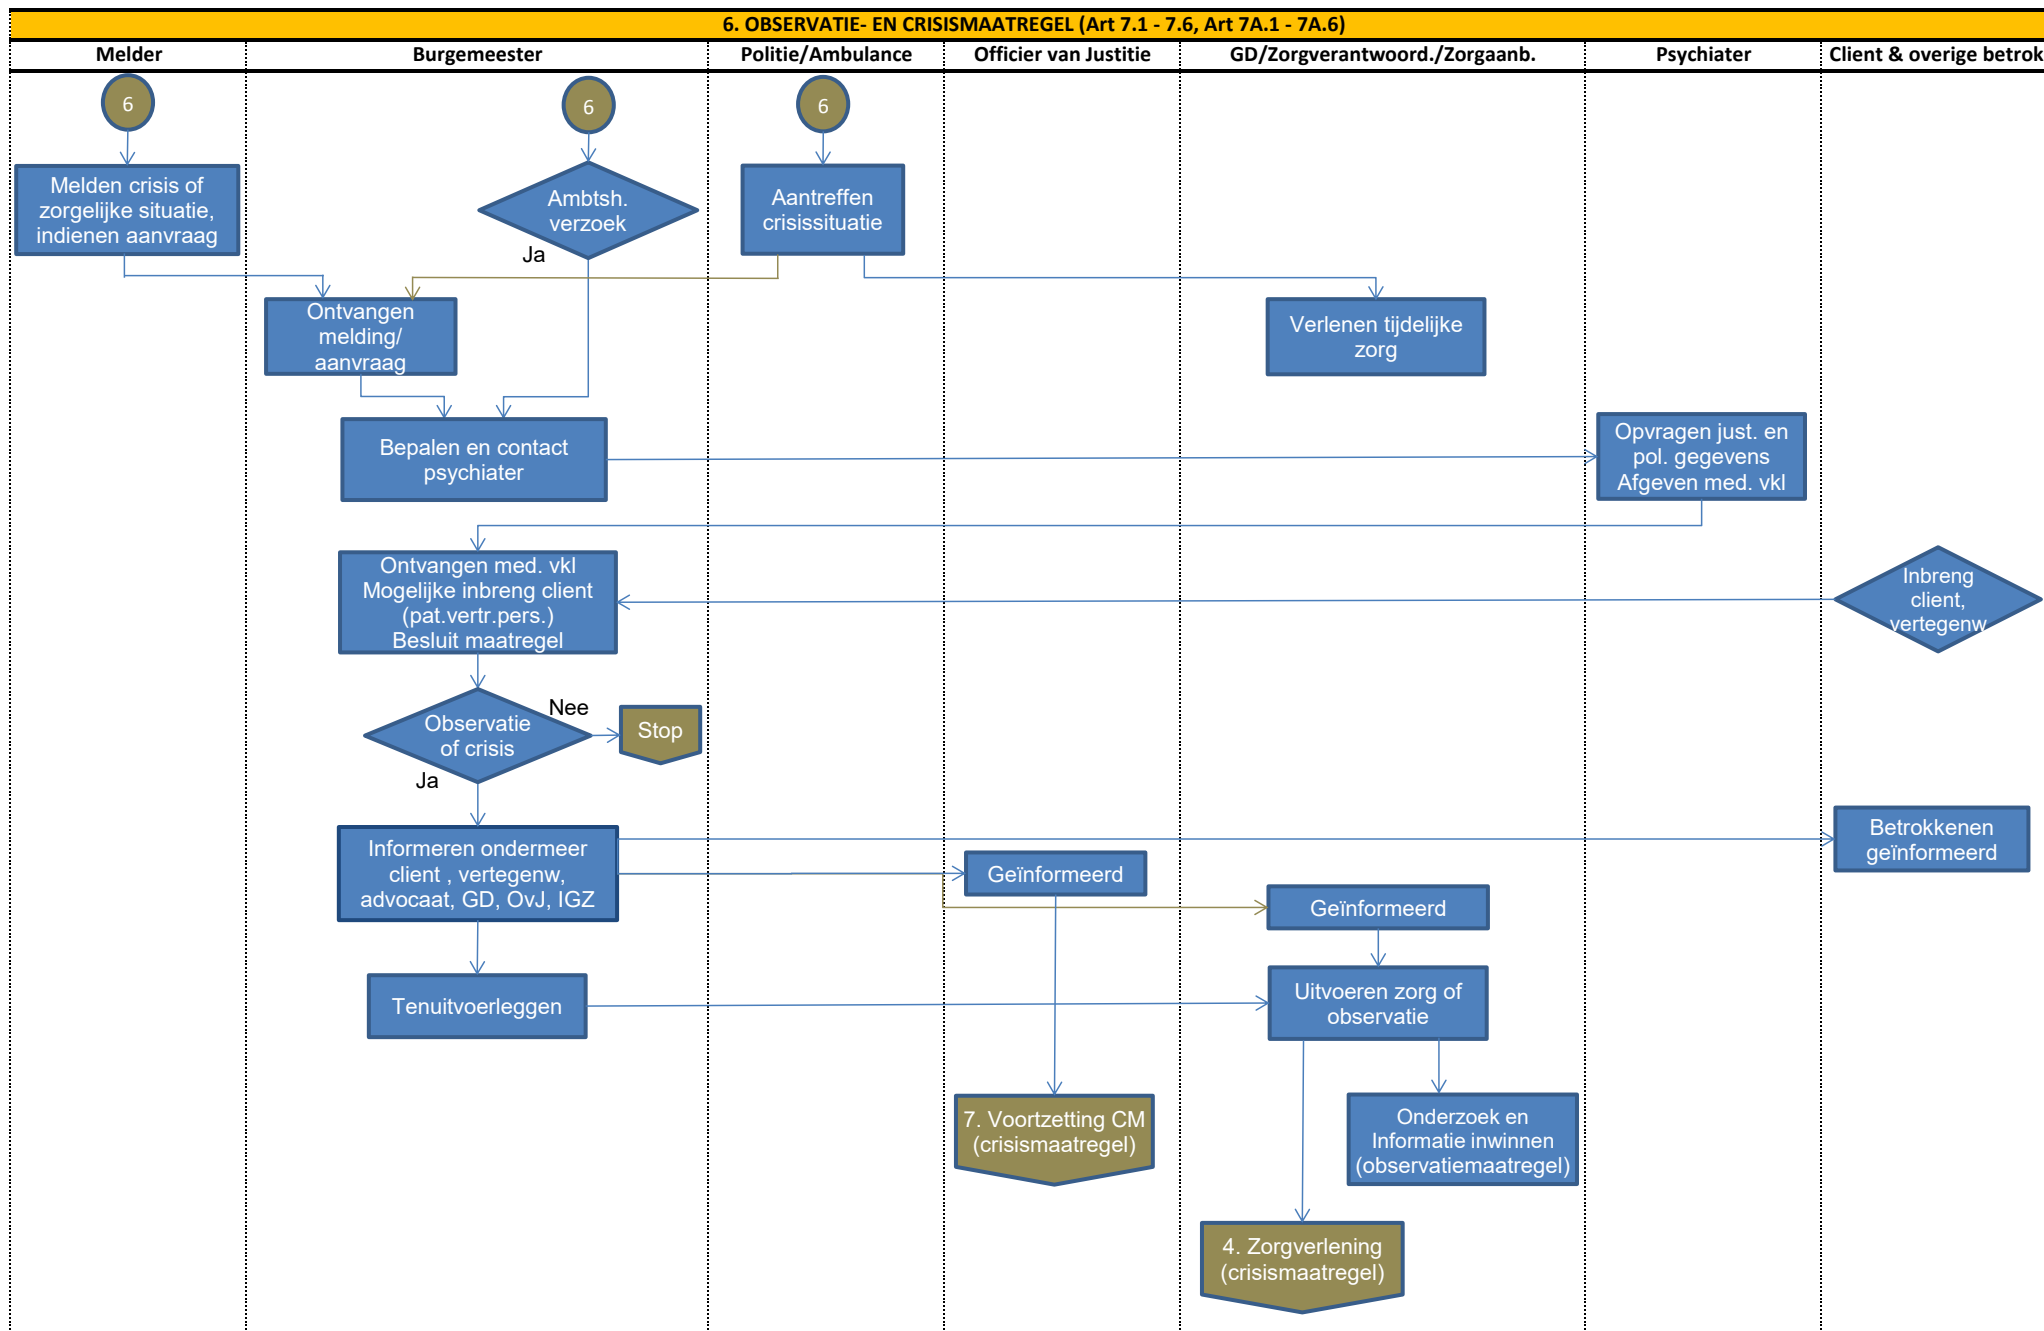 6. OBSERVATIE- EN CRISISMAATREGEL (Art 7.1 - 7.6, Art 7A.1 - 7A.6)
Melder
Burgemeester
Politie/Ambulance
Officier van Justitie
GD/Zorgverantwoord./Zorgaanb.
Psychiater
Client & overige betrok
6
6
6
Melden crisis of
zorgelijke situatie,
indienen aanvraag
Ambtsh.
verzoek
Ja
Aantreffen
crisissituatie
Ontvangen
melding/
aanvraag
Verlenen tijdelijke
zorg
Bepalen en contact
psychiater
Opvragen just. en
pol. gegevens
Afgeven med. vkl
Ontvangen med. vkl
Mogelijke inbreng client
(pat.vertr.pers.)
Besluit maatregel
Inbreng
client,
vertegenw
Observatie
of crisis
Nee
Stop
Ja
Informeren ondermeer
client , vertegenw,
advocaat, GD, OvJ, IGZ
Geïnformeerd
Geïnformeerd
Betrokkenen
geïnformeerd
Tenuitvoerleggen
Uitvoeren zorg of
observatie
7. Voortzetting CM
(crisismaatregel)
Onderzoek en
Informatie inwinnen
(observatiemaatregel)
4. Zorgverlening
(crisismaatregel)